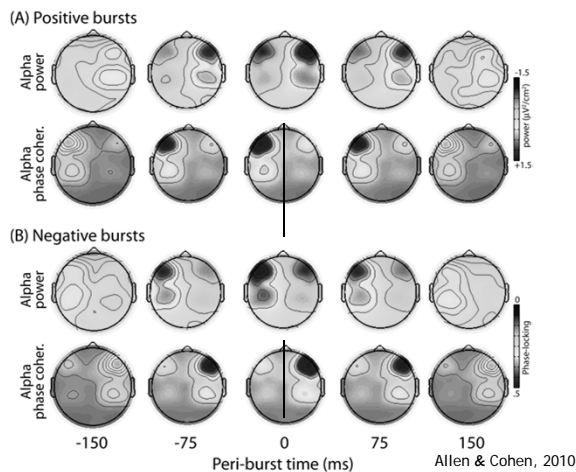 (A) Positive bursts
Alpha
power
-1.5
power (μV²/cm²)
+1.5
Alpha
phase coher.
(B) Negative bursts
Alpha
power
0
Phase-locking
.5
Alpha
phase coher.
-150 -75 0 75 150
Peri-burst time (ms)
Allen & Cohen, 2010